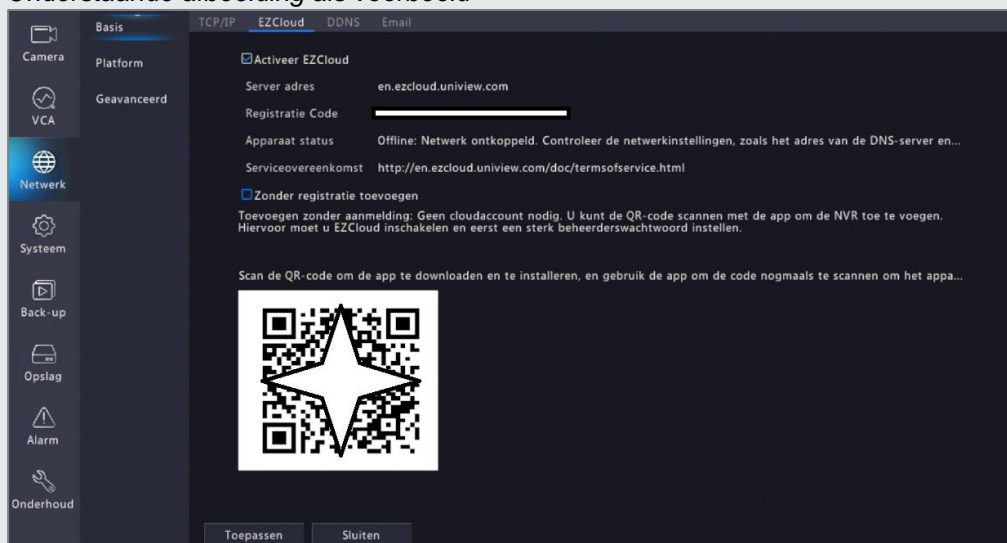 Onderstaande afbeelding als voorbeeld
Camera
VCA
Netwerk
Systeem
Back-up
Opslag
Alarm
Onderhoud
Basis
Platform
Geavanceerd
TCP/IP EZCloud DDNS Email
Activeer EZCloud
Server adres en.ezcloud.uniview.com
Registratie Code
Apparaat status Offline: Netwerk ontkoppeld. Controleer de netwerkinstellingen, zoals het adres van de DNS-server en...
Serviceovereenkomst http://en.ezcloud.uniview.com/doc/termsofservice.html
Zonder registratie toevoegen
Toevoegen zonder aanmelding: Geen cloudaccount nodig. U kunt de QR-code scannen met de app om de NVR toe te voegen.
Hiervoor moet u EZCloud inschakelen en eerst een sterk beheerderswachtwoord instellen.
Scan de QR-code om de app te downloaden en te installeren, en gebruik de app om de code nogmaals te scannen om het appa...
Toepassen Sluiten